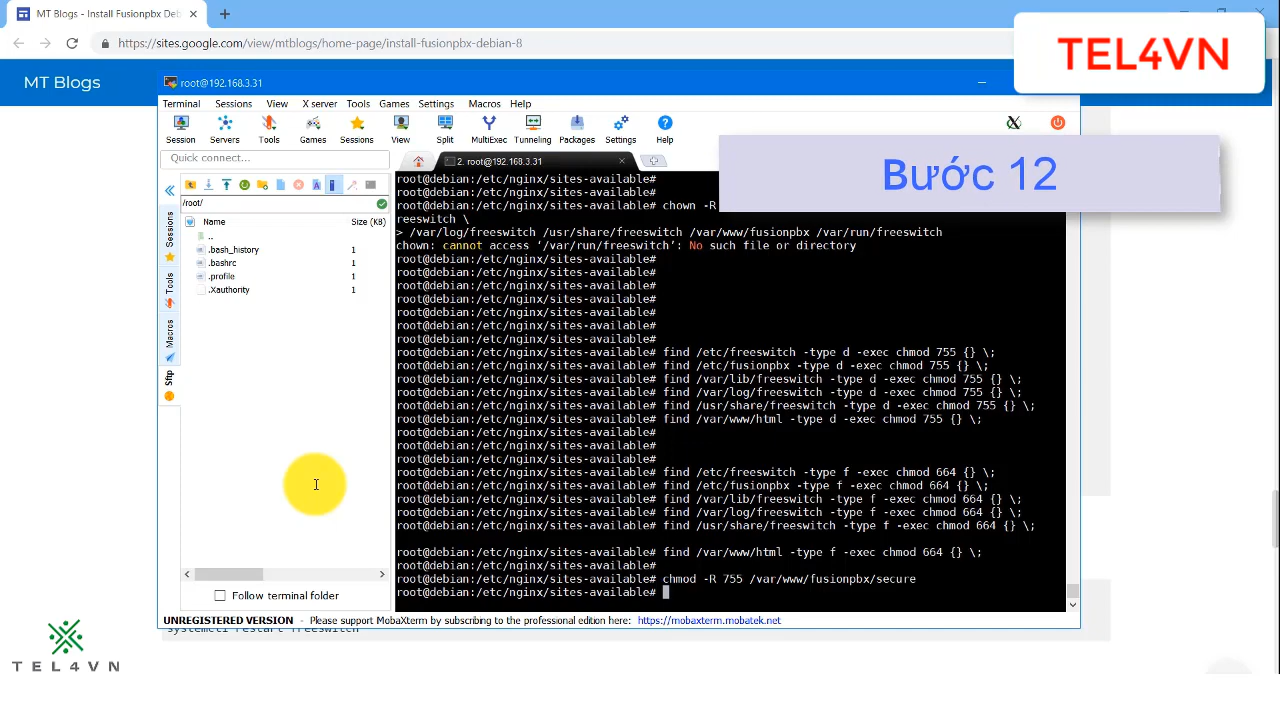 MT Blogs - Install Fusionpbx Deb
https://sites.google.com/view/mtblogs/home-page/install-fusionpbx-debian-8
TEL4VN
MT Blogs
root@192.168.3.31
Terminal Sessions View X server Tools Games Settings Macros Help
Session Servers Tools Games Sessions View Split MultiExec Tunneling Packages Settings Help
Quick connect...
2. root@192.168.3.31
Bước 12
/root/
Name Size (KB)
..
.bash_history 1
.bashrc 1
.profile 1
.Xauthority 1
Sessions
Tools
Macros
Sftp
root@debian:/etc/nginx/sites-available#
root@debian:/etc/nginx/sites-available#
root@debian:/etc/nginx/sites-available# chown -R
reeswitch \
> /var/log/freeswitch /usr/share/freeswitch /var/www/fusionpbx /var/run/freeswitch
chown: cannot access ‘/var/run/freeswitch’: No such file or directory
root@debian:/etc/nginx/sites-available#
root@debian:/etc/nginx/sites-available#
root@debian:/etc/nginx/sites-available#
root@debian:/etc/nginx/sites-available#
root@debian:/etc/nginx/sites-available#
root@debian:/etc/nginx/sites-available#
root@debian:/etc/nginx/sites-available#
root@debian:/etc/nginx/sites-available# find /etc/freeswitch -type d -exec chmod 755 {} \;
root@debian:/etc/nginx/sites-available# find /etc/fusionpbx -type d -exec chmod 755 {} \;
root@debian:/etc/nginx/sites-available# find /var/lib/freeswitch -type d -exec chmod 755 {} \;
root@debian:/etc/nginx/sites-available# find /var/log/freeswitch -type d -exec chmod 755 {} \;
root@debian:/etc/nginx/sites-available# find /usr/share/freeswitch -type d -exec chmod 755 {} \;
root@debian:/etc/nginx/sites-available# find /var/www/html -type d -exec chmod 755 {} \;
root@debian:/etc/nginx/sites-available#
root@debian:/etc/nginx/sites-available#
root@debian:/etc/nginx/sites-available#
root@debian:/etc/nginx/sites-available# find /etc/freeswitch -type f -exec chmod 664 {} \;
root@debian:/etc/nginx/sites-available# find /etc/fusionpbx -type f -exec chmod 664 {} \;
root@debian:/etc/nginx/sites-available# find /var/lib/freeswitch -type f -exec chmod 664 {} \;
root@debian:/etc/nginx/sites-available# find /var/log/freeswitch -type f -exec chmod 664 {} \;
root@debian:/etc/nginx/sites-available# find /usr/share/freeswitch -type f -exec chmod 664 {} \;
root@debian:/etc/nginx/sites-available# find /var/www/html -type f -exec chmod 664 {} \;
root@debian:/etc/nginx/sites-available#
root@debian:/etc/nginx/sites-available# chmod -R 755 /var/www/fusionpbx/secure
root@debian:/etc/nginx/sites-available#
Follow terminal folder
UNREGISTERED VERSION - Please support MobaXterm by subscribing to the professional edition here: https://mobaxterm.mobatek.net
systemctl restart freeswitch
TEL4VN